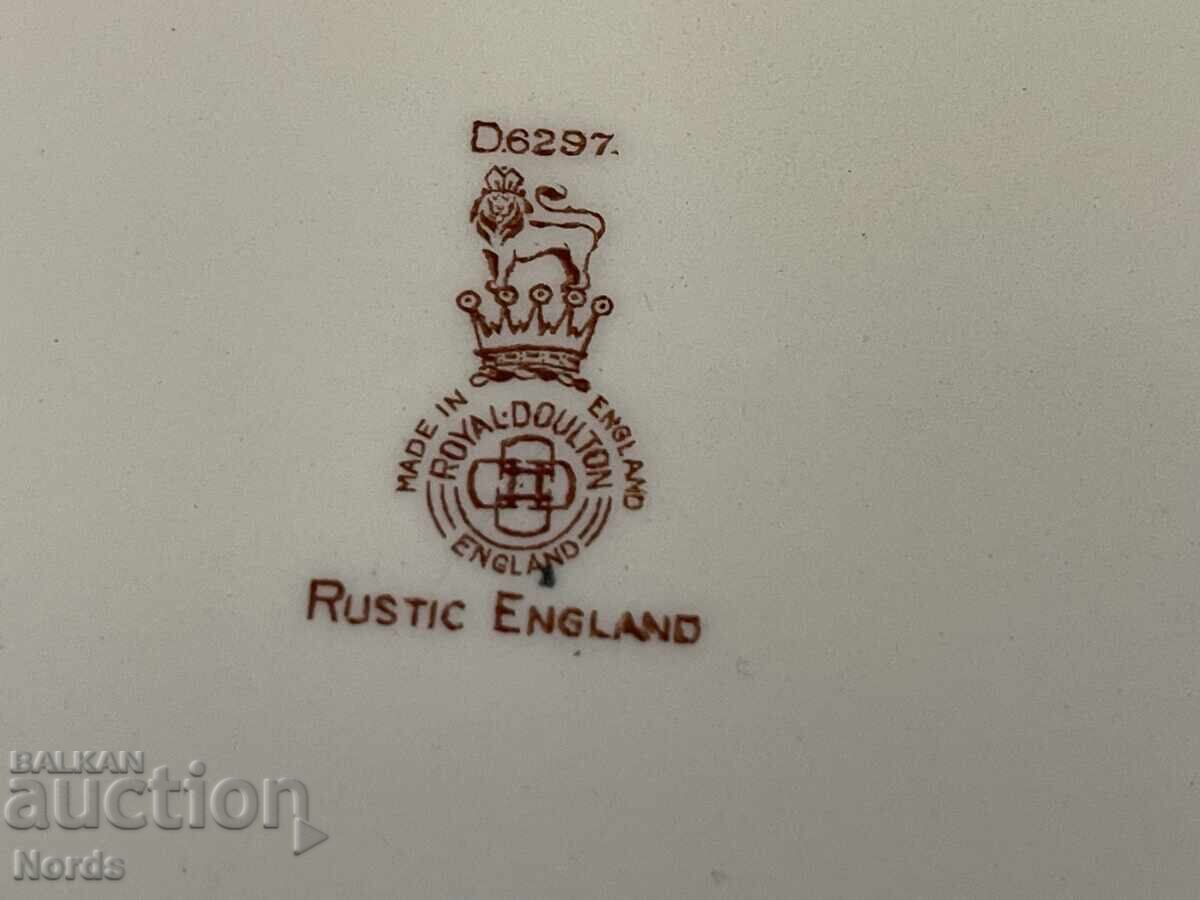 D.6297.
MADE IN ENGLAND
ROYAL·DOULTON
ENGLAND
RUSTIC ENGLAND
BALKAN
auction
Nords